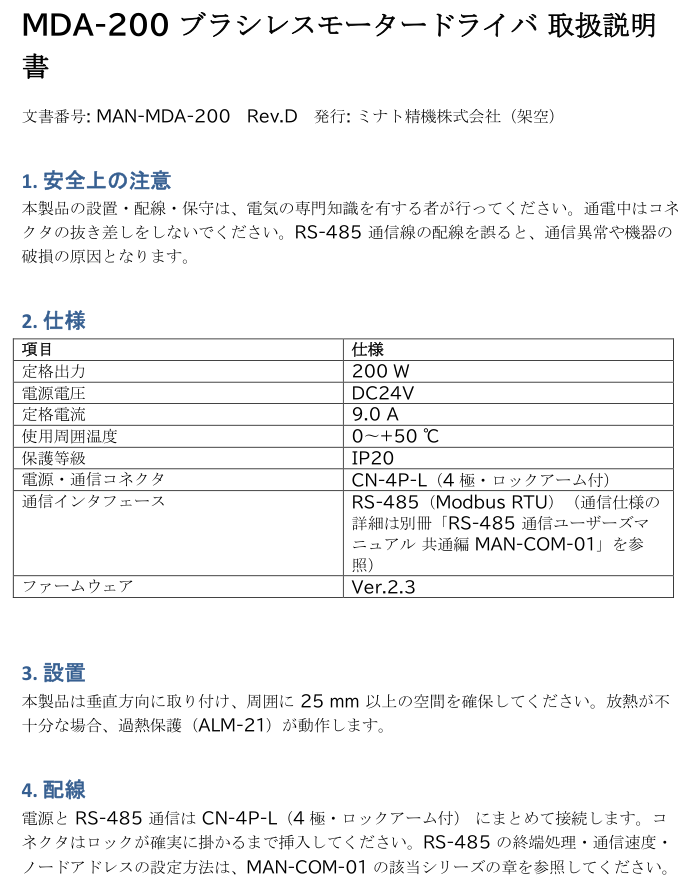 MDA-200 ブラシレスモータードライバ 取扱説明
書
文書番号: MAN-MDA-200　Rev.D　発行: ミナト精機株式会社（架空）
1. 安全上の注意
本製品の設置・配線・保守は、電気の専門知識を有する者が行ってください。通電中はコネ
クタの抜き差しをしないでください。RS-485 通信線の配線を誤ると、通信異常や機器の
破損の原因となります。
2. 仕様
項目 仕様
定格出力 200 W
電源電圧 DC24V
定格電流 9.0 A
使用周囲温度 0～+50 ℃
保護等級 IP20
電源・通信コネクタ CN-4P-L（4 極・ロックアーム付）
通信インタフェース RS-485（Modbus RTU）（通信仕様の
詳細は別冊「RS-485 通信ユーザーズマ
ニュアル 共通編 MAN-COM-01」を参
照）
ファームウェア Ver.2.3
3. 設置
本製品は垂直方向に取り付け、周囲に 25 mm 以上の空間を確保してください。放熱が不
十分な場合、過熱保護（ALM-21）が動作します。
4. 配線
電源と RS-485 通信は CN-4P-L（4 極・ロックアーム付） にまとめて接続します。コ
ネクタはロックが確実に掛かるまで挿入してください。RS-485 の終端処理・通信速度・
ノードアドレスの設定方法は、MAN-COM-01 の該当シリーズの章を参照してください。